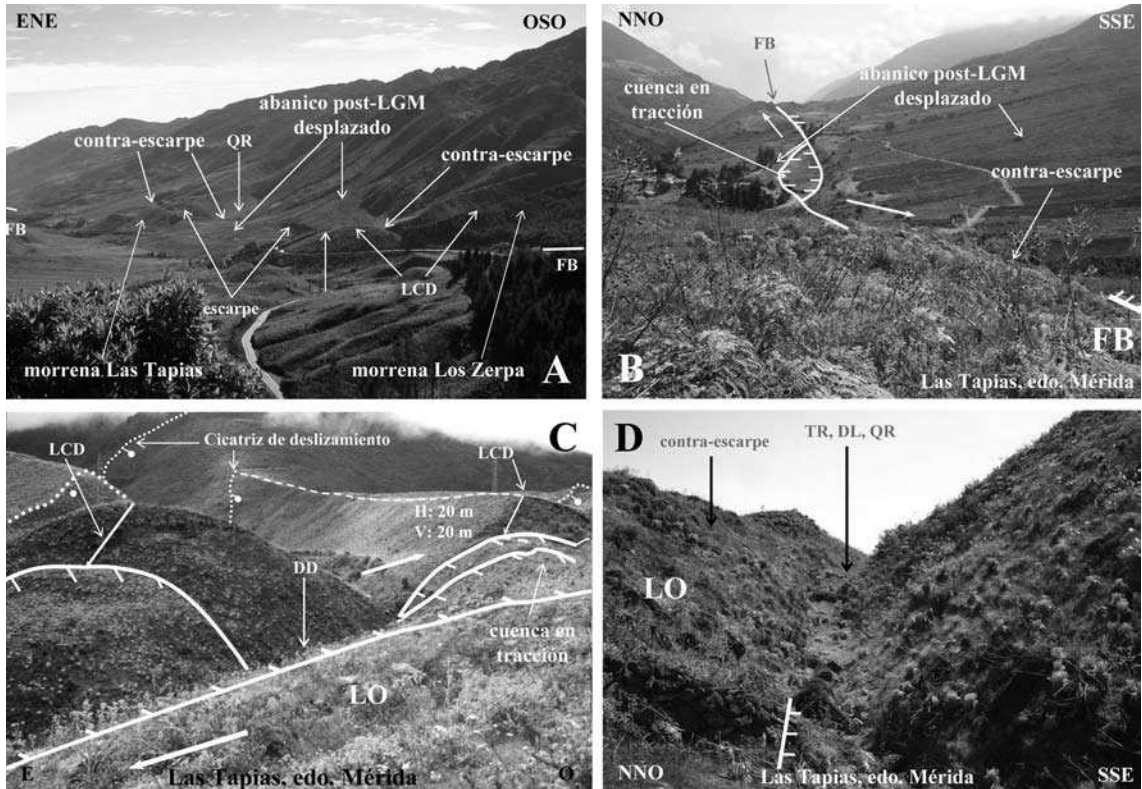 ENE
OSO
abanico post-LGM
desplazado
contra-escarpe
QR
contra-escarpe
FB
FB
LCD
escarpe
morrena Las Tapias
morrena Los Zerpa
A
NNO
SSE
FB
abanico post-LGM
desplazado
cuenca en
tracción
contra-escarpe
FB
B
Las Tapias, edo. Mérida
C
Cicatriz de deslizamiento
LCD
LCD
H: 20 m
V: 20 m
DD
cuenca en
tracción
LO
E
Las Tapias, edo. Mérida
O
D
contra-escarpe
TR, DL, QR
LO
NNO
Las Tapias, edo. Mérida
SSE